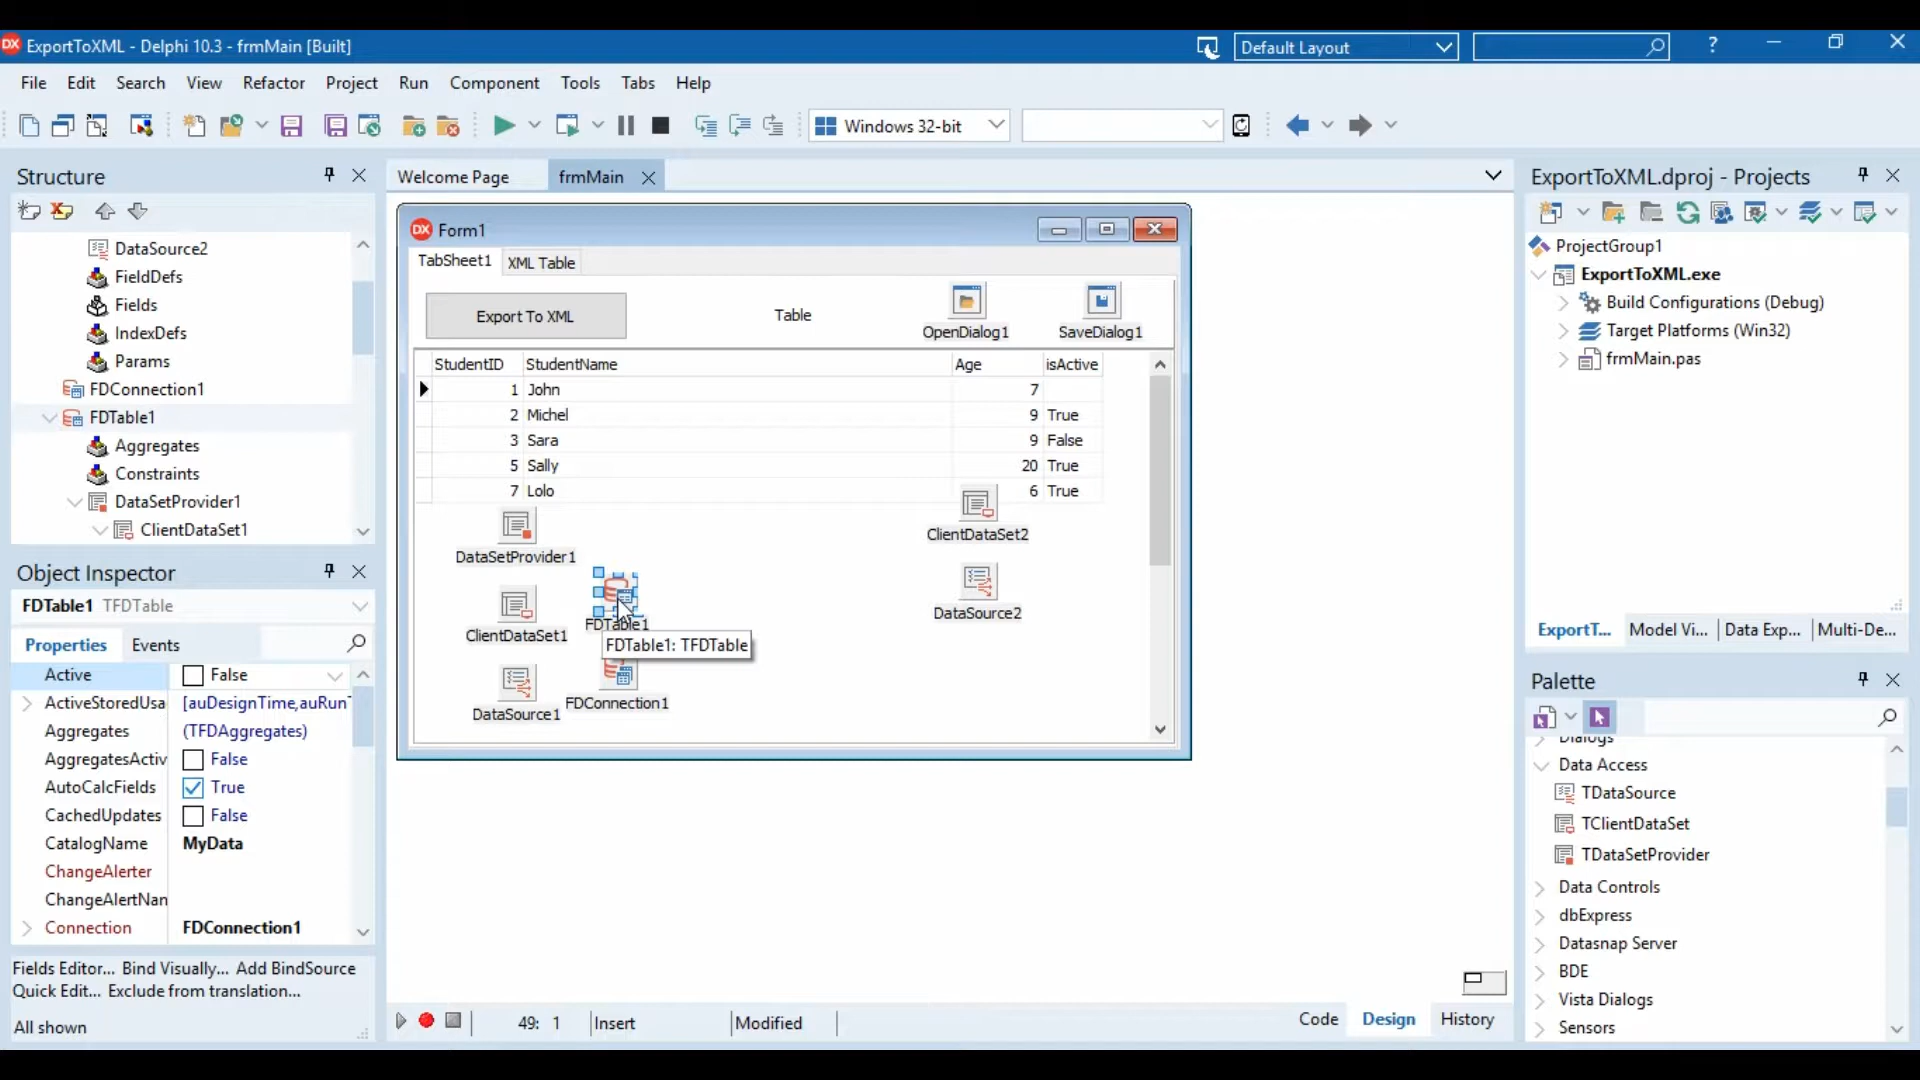 ExportToXML - Delphi 10.3 - frmMain [Built]
Default Layout
?
File Edit Search View Refactor Project Run Component Tools Tabs Help
Windows 32-bit
Structure
DataSource2
FieldDefs
Fields
IndexDefs
Params
FDConnection1
FDTable1
Aggregates
Constraints
DataSetProvider1
ClientDataSet1
Object Inspector
FDTable1 TFDTable
Properties Events
Active False
ActiveStoredUsa [auDesignTime,auRunT
Aggregates (TFDAggregates)
AggregatesActiv False
AutoCalcFields True
CachedUpdates False
CatalogName MyData
ChangeAlerter
ChangeAlertNan
Connection FDConnection1
Fields Editor... Bind Visually... Add BindSource
Quick Edit... Exclude from translation...
All shown
Welcome Page frmMain
Form1
TabSheet1 XML Table
Export To XML
Table
OpenDialog1
SaveDialog1
StudentID StudentName Age isActive
1 John 7
2 Michel 9 True
3 Sara 9 False
5 Sally 20 True
7 Lolo 6 True
DataSetProvider1
ClientDataSet2
ClientDataSet1
FDTable1
DataSource2
FDTable1: TFDTable
DataSource1
FDConnection1
49: 1 Insert Modified
Code Design History
ExportToXML.dproj - Projects
ProjectGroup1
ExportToXML.exe
Build Configurations (Debug)
Target Platforms (Win32)
frmMain.pas
ExportT... Model Vi... Data Exp... Multi-De...
Palette
Dialogs
Data Access
TDataSource
TClientDataSet
TDataSetProvider
Data Controls
dbExpress
Datasnap Server
BDE
Vista Dialogs
Sensors